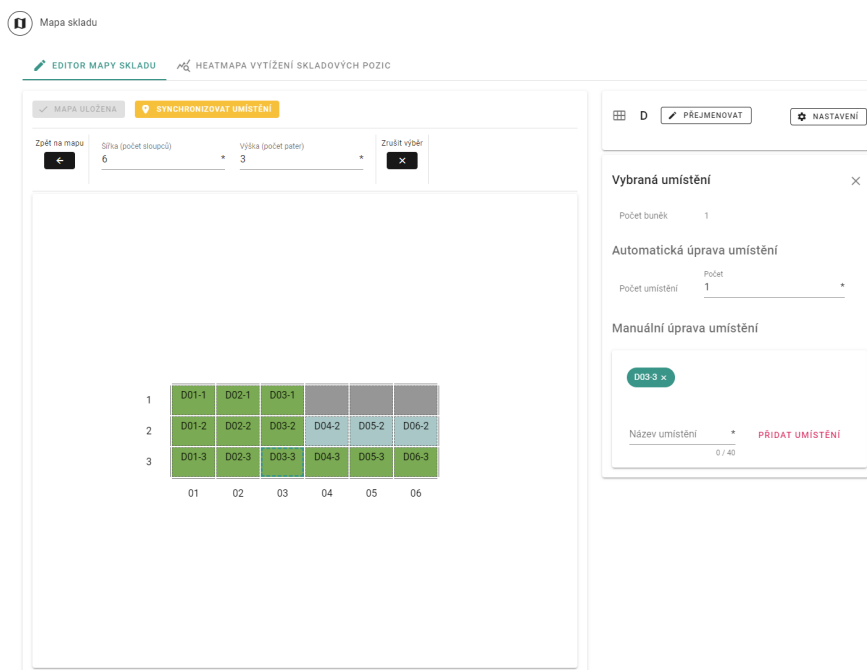 Mapa skladu
EDITOR MAPY SKLADU
HEATMAPA VYTÍŽENÍ SKLADOVÝCH POZIC
MAPA ULOŽENA
SYNCHRONIZOVAT UMÍSTĚNÍ
Zpět na mapu
Šířka (počet sloupců)
6 *
Výška (počet pater)
3 *
Zrušit výběr
1 D01-1 D02-1 D03-1
2 D01-2 D02-2 D03-2 D04-2 D05-2 D06-2
3 D01-3 D02-3 D03-3 D04-3 D05-3 D06-3
01 02 03 04 05 06
D PŘEJMENOVAT NASTAVENÍ
Vybraná umístění
Počet buněk 1
Automatická úprava umístění
Počet
Počet umístění 1 *
Manuální úprava umístění
D03-3 ×
Název umístění * PŘIDAT UMÍSTĚNÍ
0 / 40